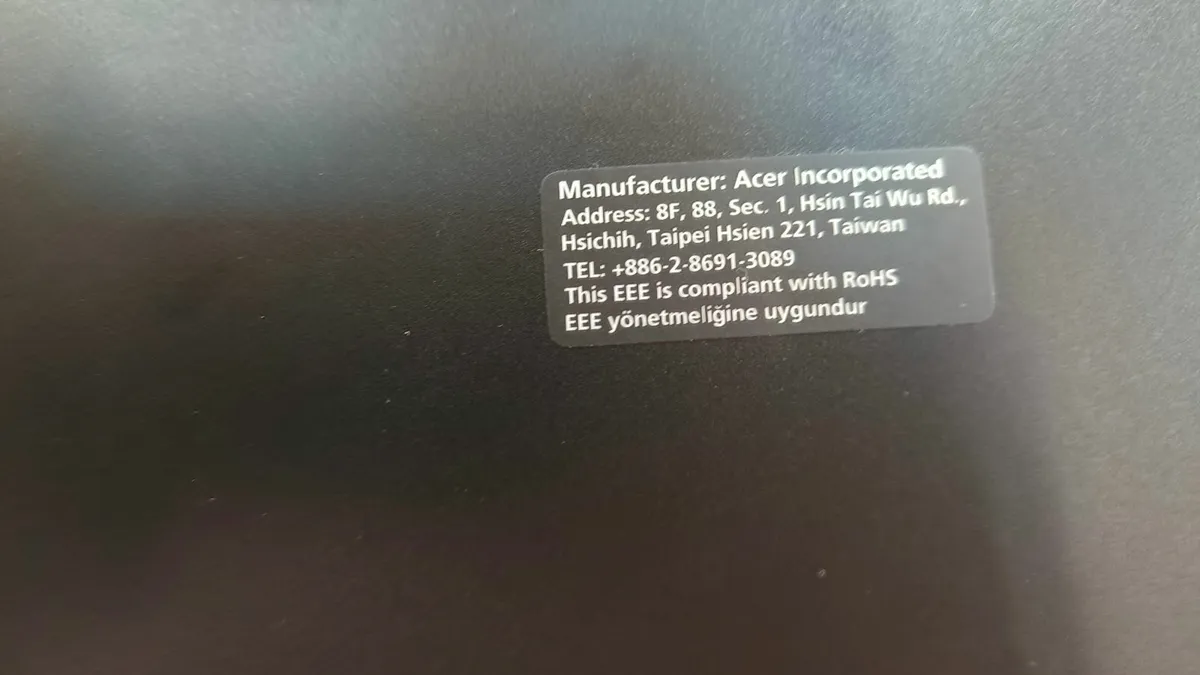 Manufacturer: Acer Incorporated
Address: 8F, 88, Sec. 1, Hsin Tai Wu Rd.,
Hsichih, Taipei Hsien 221, Taiwan
TEL: +886-2-8691-3089
This EEE is compliant with RoHS
EEE yönetmeliğine uygundur